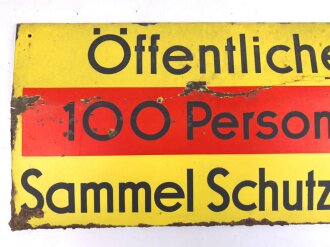 Öffentliche
100 Person
Sammel Schutz